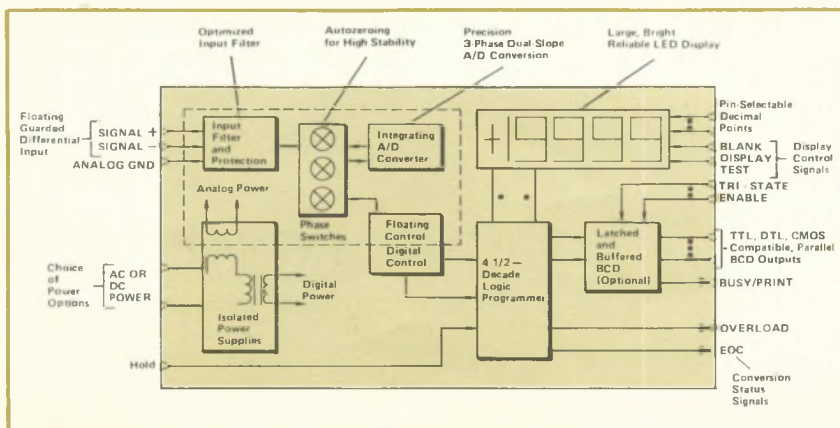 Optimized
Input Filter
Autozeroing
for High Stability
Precision
3-Phase Dual-Slope
A/D Conversion
Large, Bright
Reliable LED Display
Floating
Guarded
Differential
Input
SIGNAL +
SIGNAL −
ANALOG GND
Input
Filter
and
Protection
Integrating
A/D
Converter
+
Pin-Selectable
Decimal
Points
BLANK
DISPLAY
TEST
Display
Control
Signals
TRI-STATE
ENABLE
Analog Power
Phase
Switches
Floating
Control
Digital
Control
4 1/2 —
Decade
Logic
Programmer
Latched
and
Buffered
BCD
(Optional)
TTL, DTL, CMOS
Compatible, Parallel
BCD Outputs
BUSY/PRINT
Choice
of
Power
Options
AC OR
DC
POWER
Digital
Power
Isolated
Power
Supplies
OVERLOAD
EOC
Hold
Conversion
Status
Signals